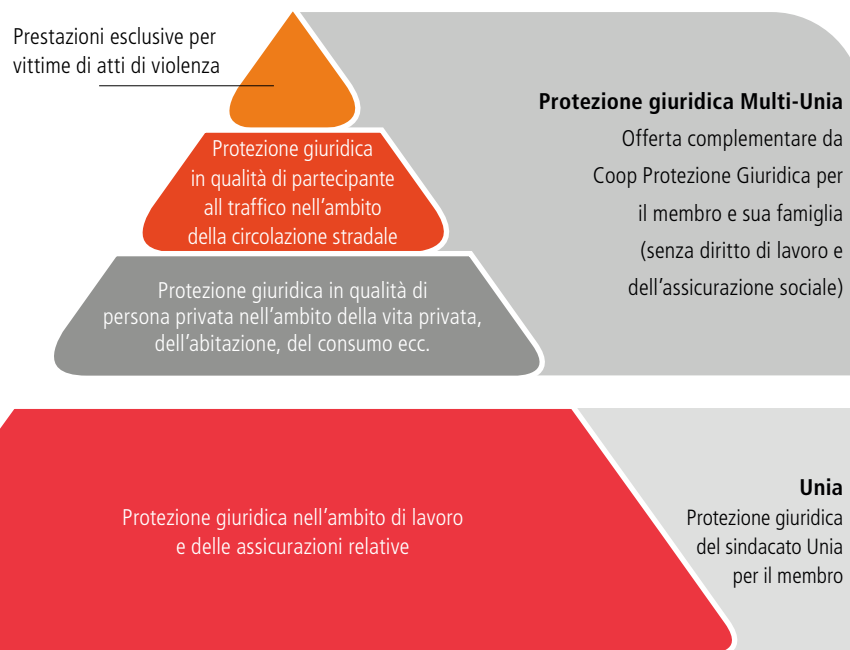 Prestazioni esclusive per
vittime di atti di violenza
Protezione giuridica
in qualità di partecipante
all traffico nell'ambito
della circolazione stradale
Protezione giuridica in qualità di
persona privata nell'ambito della vita privata,
dell'abitazione, del consumo ecc.
Protezione giuridica Multi-Unia
Offerta complementare da
Coop Protezione Giuridica per
il membro e sua famiglia
(senza diritto di lavoro e
dell'assicurazione sociale)
Protezione giuridica nell'ambito di lavoro
e delle assicurazioni relative
Unia
Protezione giuridica
del sindacato Unia
per il membro